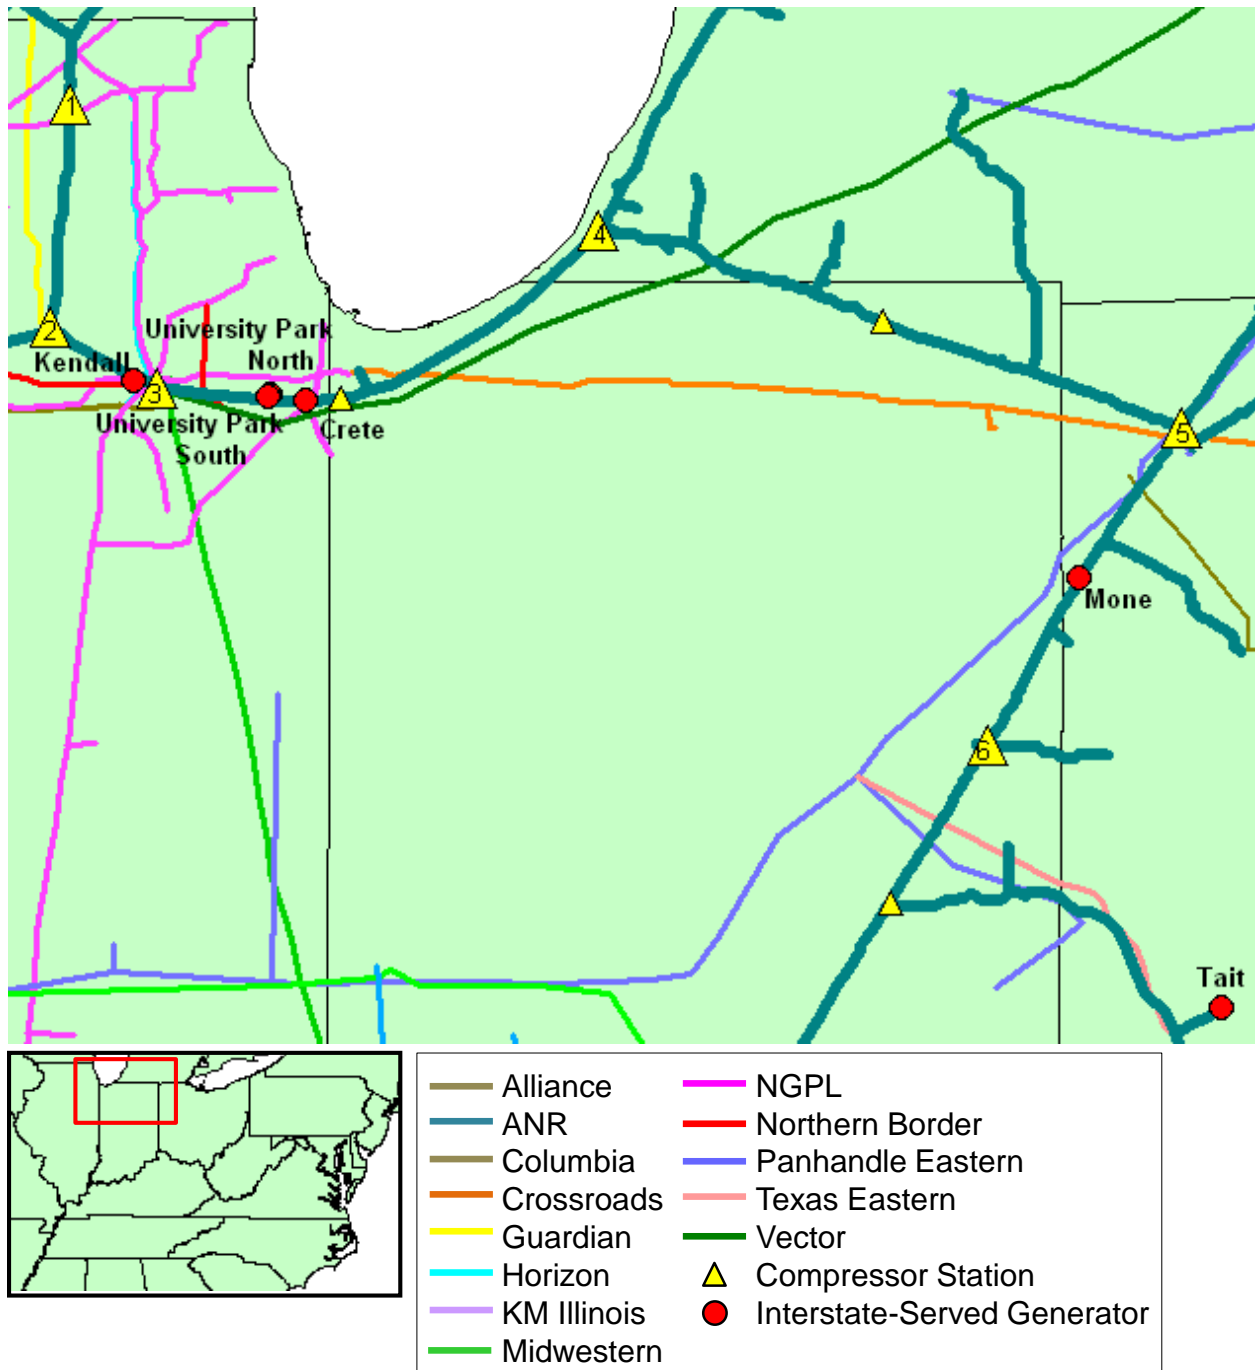 1
4
2
University Park
North
Kendall
3
University Park
South
Crete
5
Mone
6
Tait
Alliance
ANR
Columbia
Crossroads
Guardian
Horizon
KM Illinois
Midwestern
NGPL
Northern Border
Panhandle Eastern
Texas Eastern
Vector
Compressor Station
Interstate-Served Generator